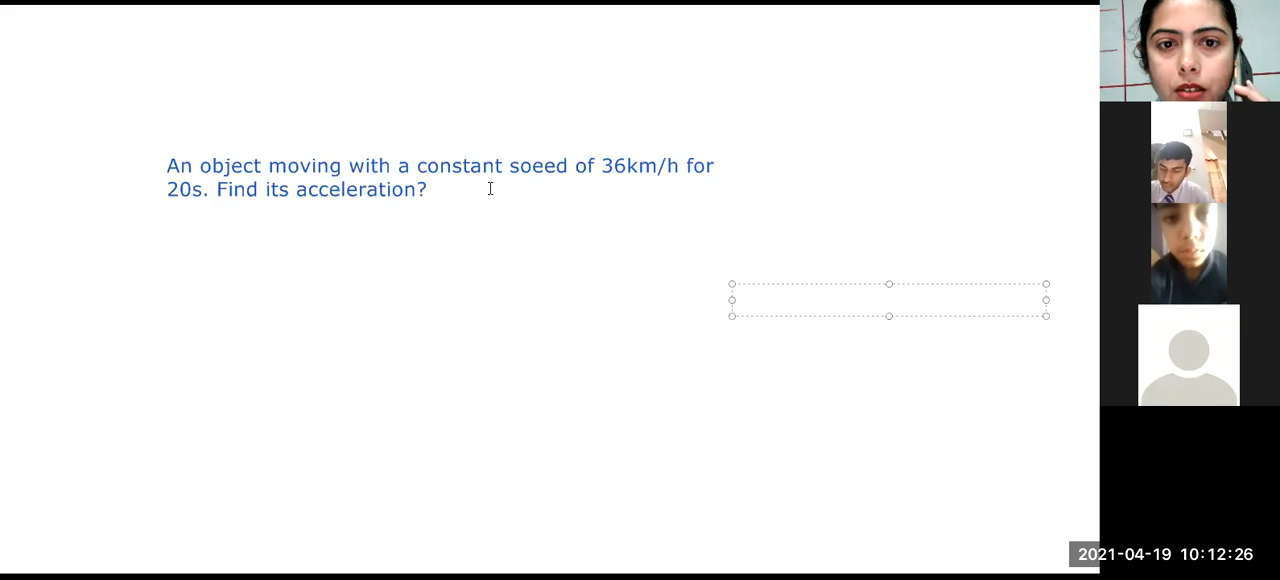 An object moving with a constant soeed of 36km/h for
20s. Find its acceleration?
2021-04-19 10:12:26